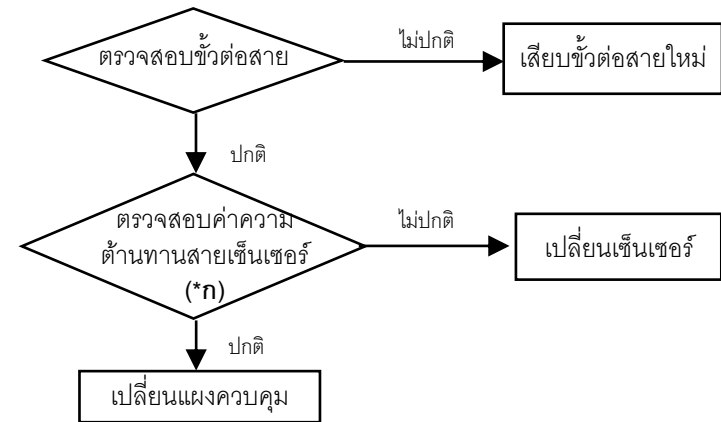 ตรวจสอบขั้วต่อสาย
ไม่ปกติ
เสียบขั้วต่อสายใหม่
ปกติ
ตรวจสอบค่าความ
ต้านทานสายเซ็นเซอร์
(*ก)
ไม่ปกติ
เปลี่ยนเซ็นเซอร์
ปกติ
เปลี่ยนแผงควบคุม